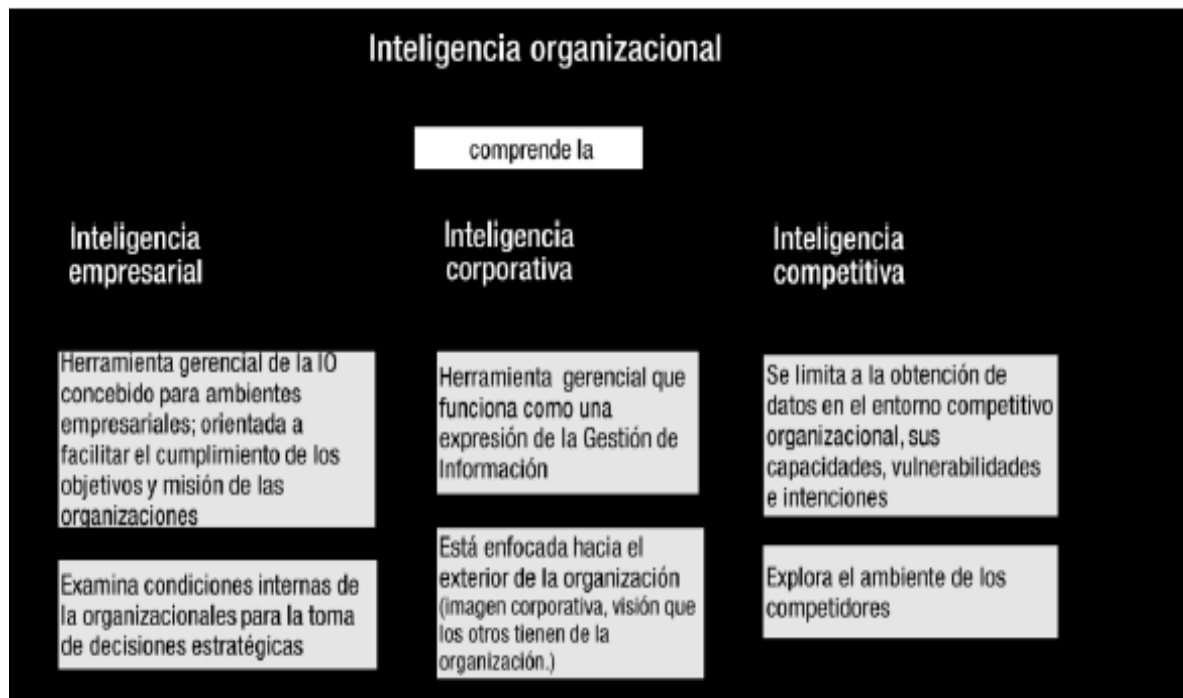 Inteligencia organizacional
comprende la
Inteligencia
empresarial
Herramienta gerencial de la IO
concebido para ambientes
empresariales; orientada a
facilitar el cumplimiento de los
objetivos y misión de las
organizaciones
Examina condiciones internas de
la organizacionales para la toma
de decisiones estratégicas
Inteligencia
corporativa
Herramienta gerencial que
funciona como una
expresión de la Gestión de
Información
Está enfocada hacia el
exterior de la organización
(imagen corporativa, visión que
los otros tienen de la
organización.)
Inteligencia
competitiva
Se limita a la obtención de
datos en el entorno competitivo
organizacional, sus
capacidades, vulnerabilidades
e intenciones
Explora el ambiente de los
competidores